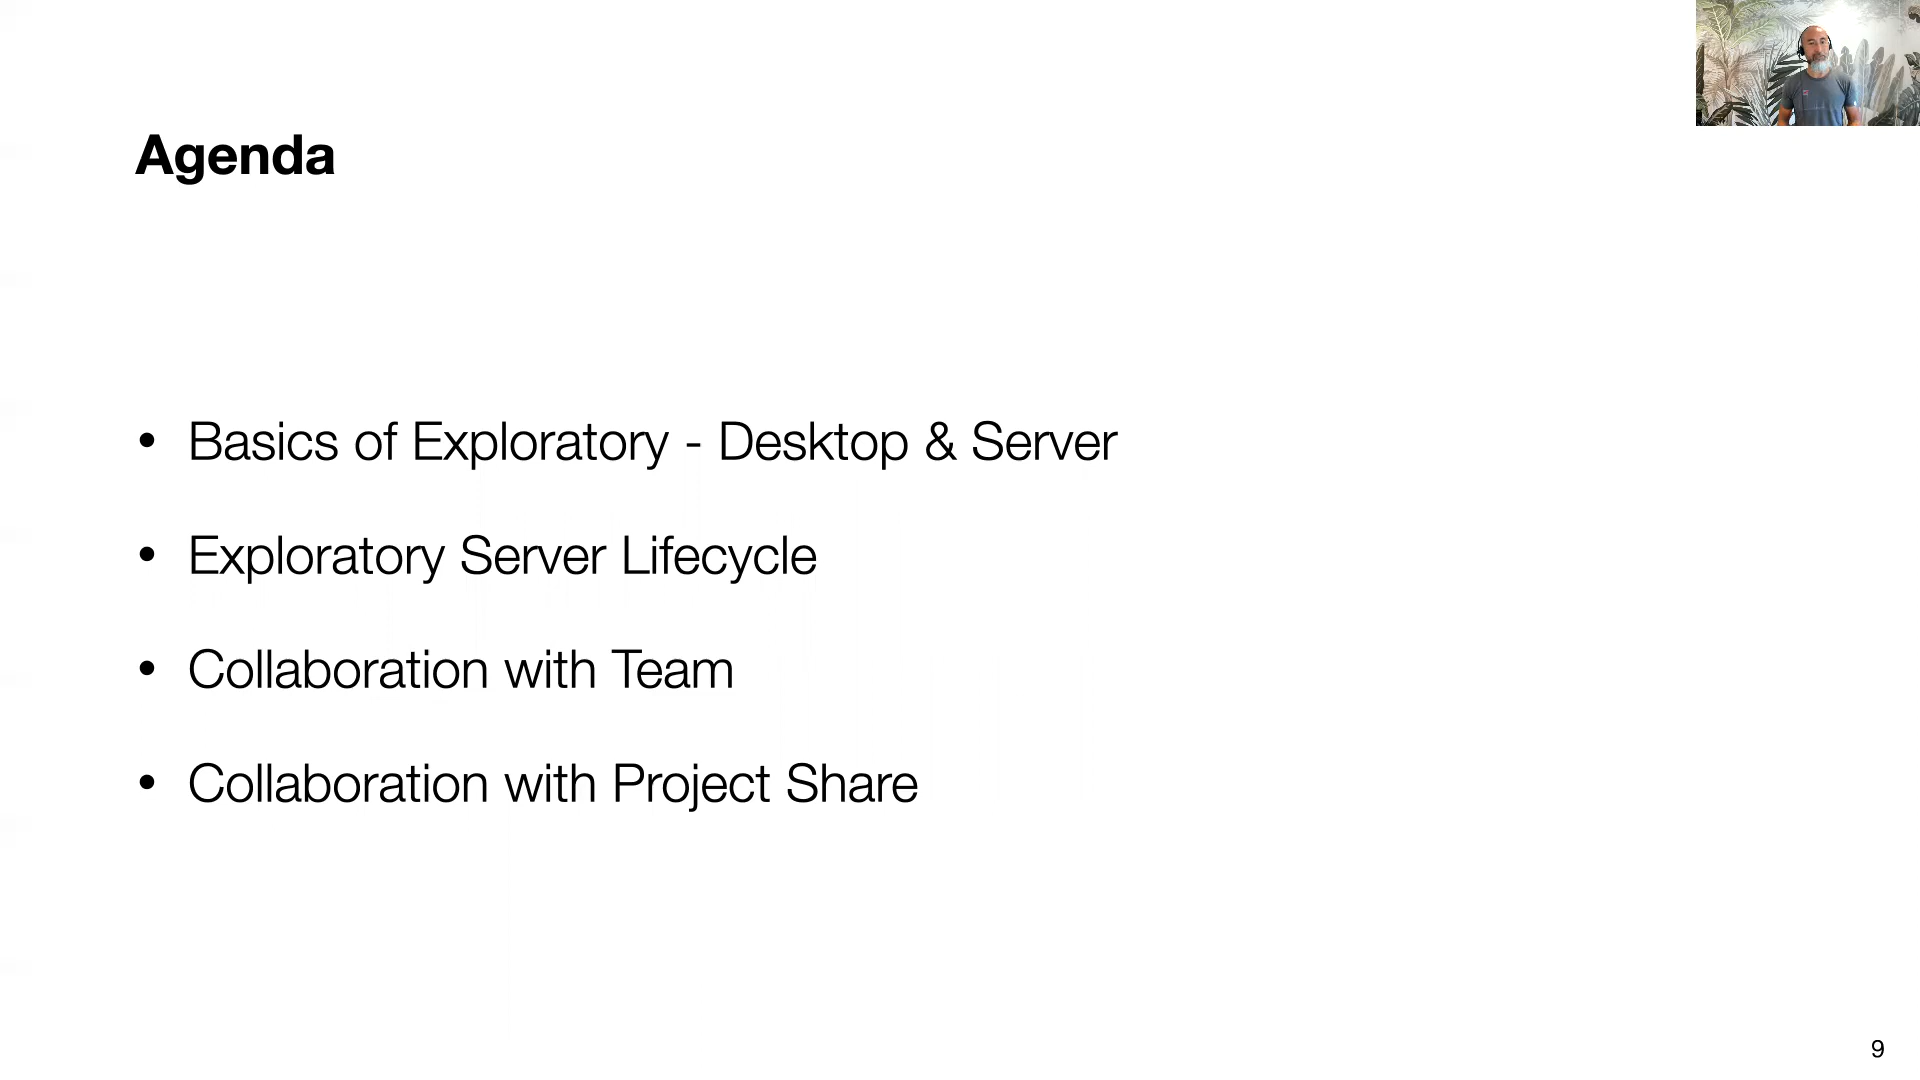 Agenda
• Basics of Exploratory - Desktop & Server
• Exploratory Server Lifecycle
• Collaboration with Team
• Collaboration with Project Share
9